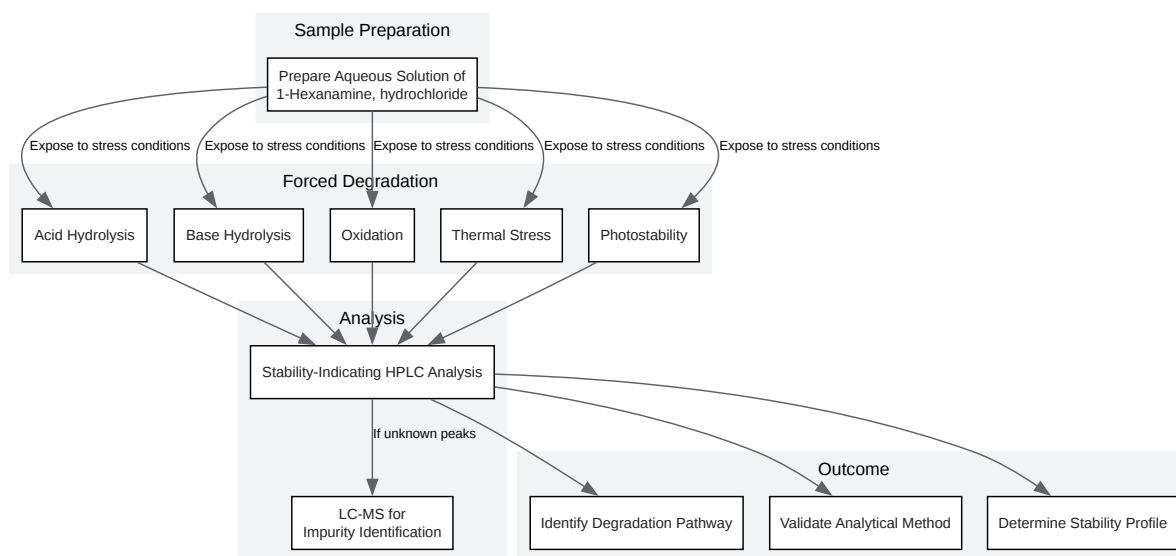 Sample Preparation
Prepare Aqueous Solution of
1-Hexanamine, hydrochloride
Expose to stress conditions
Expose to stress conditions
Expose to stress conditions
Expose to stress conditions
Expose to stress conditions
Forced Degradation
Acid Hydrolysis
Base Hydrolysis
Oxidation
Thermal Stress
Photostability
Analysis
Stability-Indicating HPLC Analysis
If unknown peaks
Outcome
LC-MS for
Impurity Identification
Identify Degradation Pathway
Validate Analytical Method
Determine Stability Profile